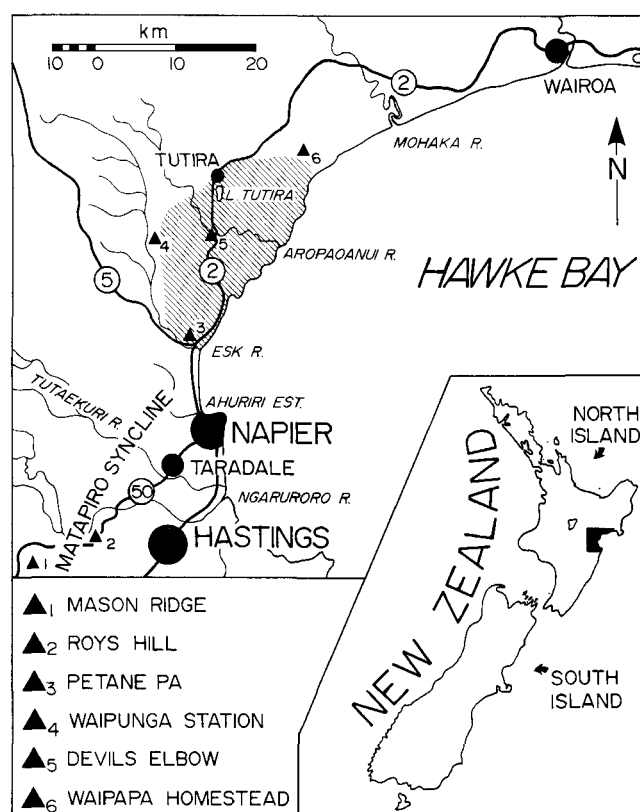 km
10 0 10 20
2
WAIROA
MOHAKA R.
N
6
TUTIRA
L. TUTIRA
4
5
AROPAOANUI R.
5
2
HAWKE BAY
3
ESK R.
TUTAEKURI R.
AHURIRI EST.
NAPIER
MATAPIRO SYNCLINE
TARADALE
50
NGARURORO R.
2
HASTINGS
1
NORTH
ISLAND
NEW ZEALAND
SOUTH
ISLAND
1 MASON RIDGE
2 ROYS HILL
3 PETANE PA
4 WAIPUNGA STATION
5 DEVILS ELBOW
6 WAIPAPA HOMESTEAD